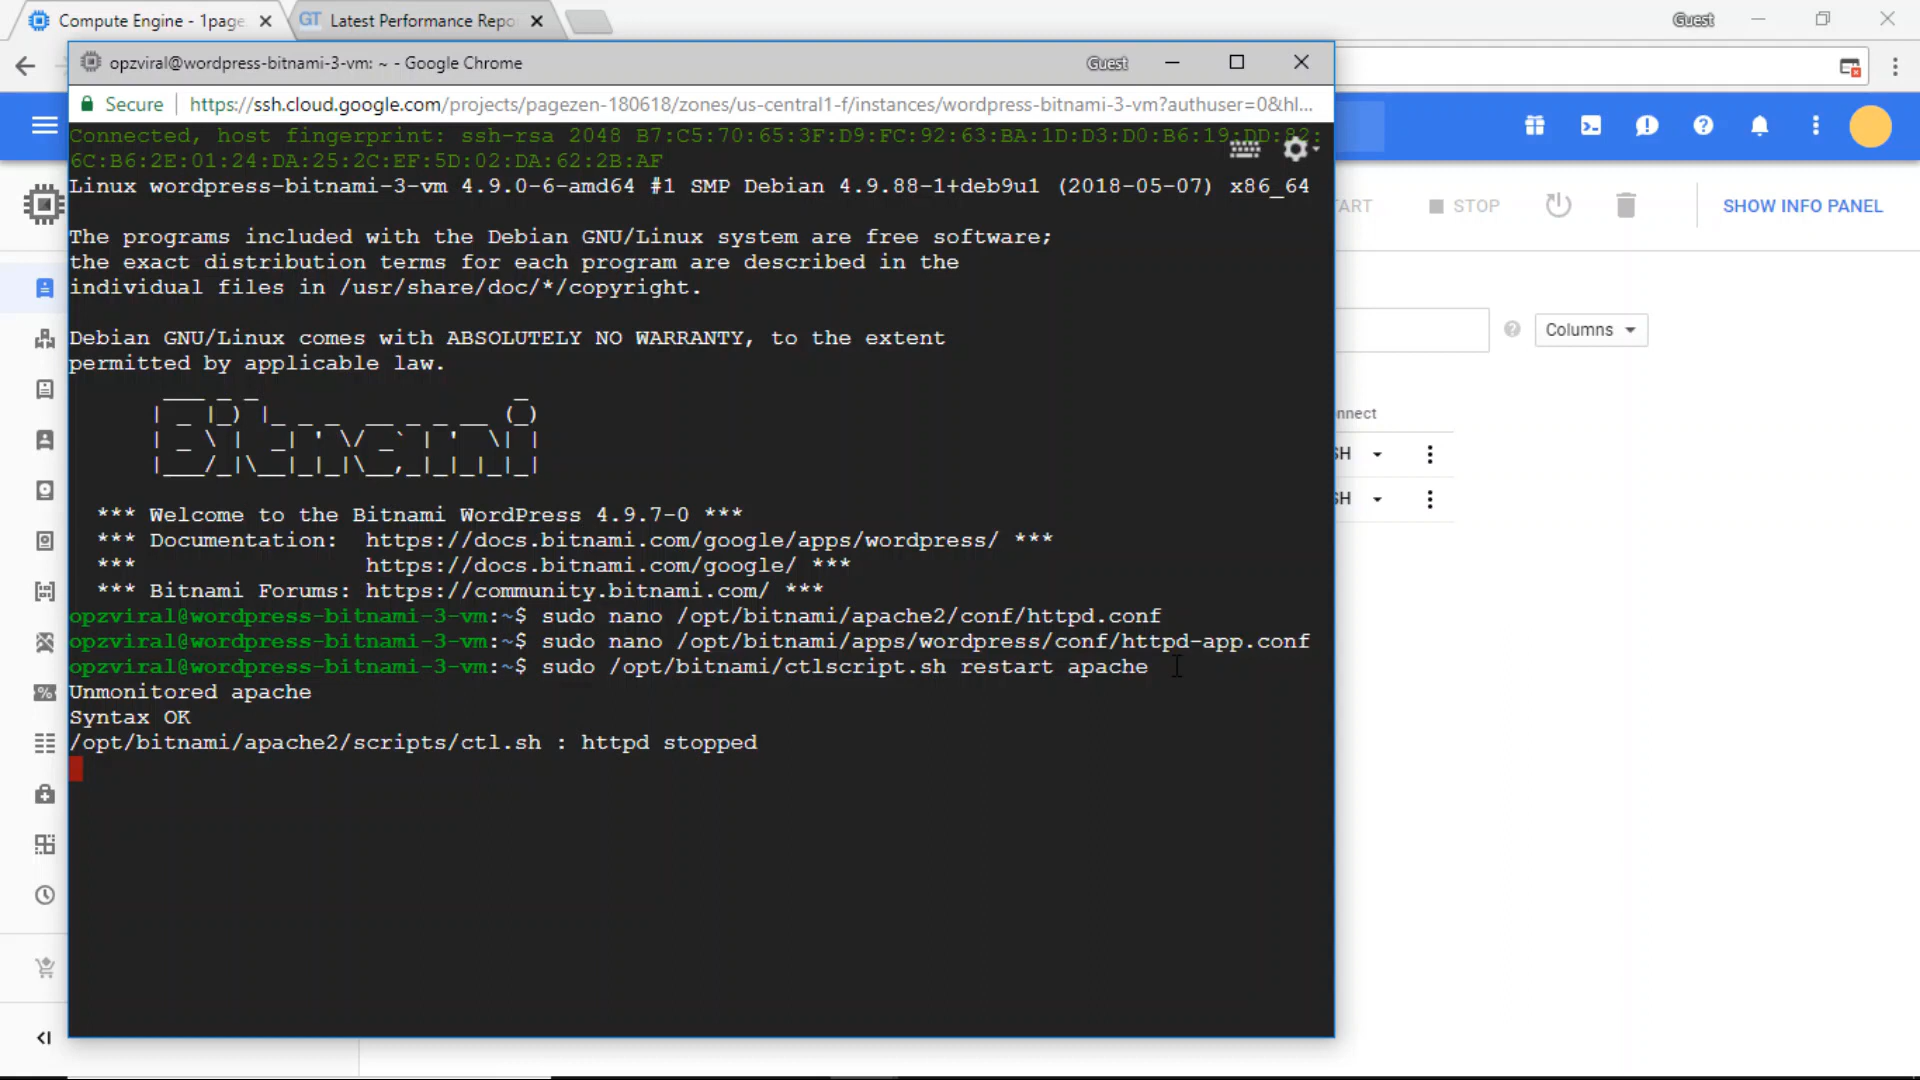 Compute Engine - 1page
GT Latest Performance Repo
Guest
opzviral@wordpress-bitnami-3-vm: ~ - Google Chrome
Guest
Secure | https://ssh.cloud.google.com/projects/pagezen-180618/zones/us-central1-f/instances/wordpress-bitnami-3-vm?authuser=0&hl...
Connected, host fingerprint: ssh-rsa 2048 B7:C5:70:65:3F:D9:FC:92:63:BA:1D:D3:D0:B6:19:DD:82:
6C:B6:2E:01:24:DA:25:2C:EF:5D:02:DA:62:2B:AF
Linux wordpress-bitnami-3-vm 4.9.0-6-amd64 #1 SMP Debian 4.9.88-1+deb9u1 (2018-05-07) x86_64
The programs included with the Debian GNU/Linux system are free software;
the exact distribution terms for each program are described in the
individual files in /usr/share/doc/*/copyright.
Debian GNU/Linux comes with ABSOLUTELY NO WARRANTY, to the extent
permitted by applicable law.
Bitnami
*** Welcome to the Bitnami WordPress 4.9.7-0 ***
*** Documentation:  https://docs.bitnami.com/google/apps/wordpress/ ***
***                 https://docs.bitnami.com/google/ ***
*** Bitnami Forums: https://community.bitnami.com/ ***
opzviral@wordpress-bitnami-3-vm:~$ sudo nano /opt/bitnami/apache2/conf/httpd.conf
opzviral@wordpress-bitnami-3-vm:~$ sudo nano /opt/bitnami/apps/wordpress/conf/httpd-app.conf
opzviral@wordpress-bitnami-3-vm:~$ sudo /opt/bitnami/ctlscript.sh restart apache
Unmonitored apache
Syntax OK
/opt/bitnami/apache2/scripts/ctl.sh : httpd stopped
ART
STOP
SHOW INFO PANEL
Columns
nnect
SH
SH